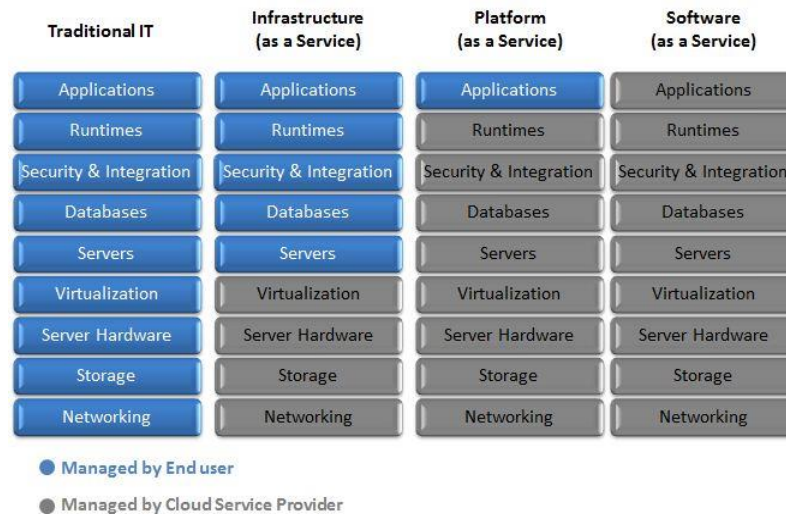 Traditional IT
Infrastructure
(as a Service)
Platform
(as a Service)
Software
(as a Service)
Applications
Applications
Applications
Applications
Runtimes
Runtimes
Runtimes
Runtimes
Security & Integration
Security & Integration
Security & Integration
Security & Integration
Databases
Databases
Databases
Databases
Servers
Servers
Servers
Servers
Virtualization
Virtualization
Virtualization
Virtualization
Server Hardware
Server Hardware
Server Hardware
Server Hardware
Storage
Storage
Storage
Storage
Networking
Networking
Networking
Networking
Managed by End user
Managed by Cloud Service Provider